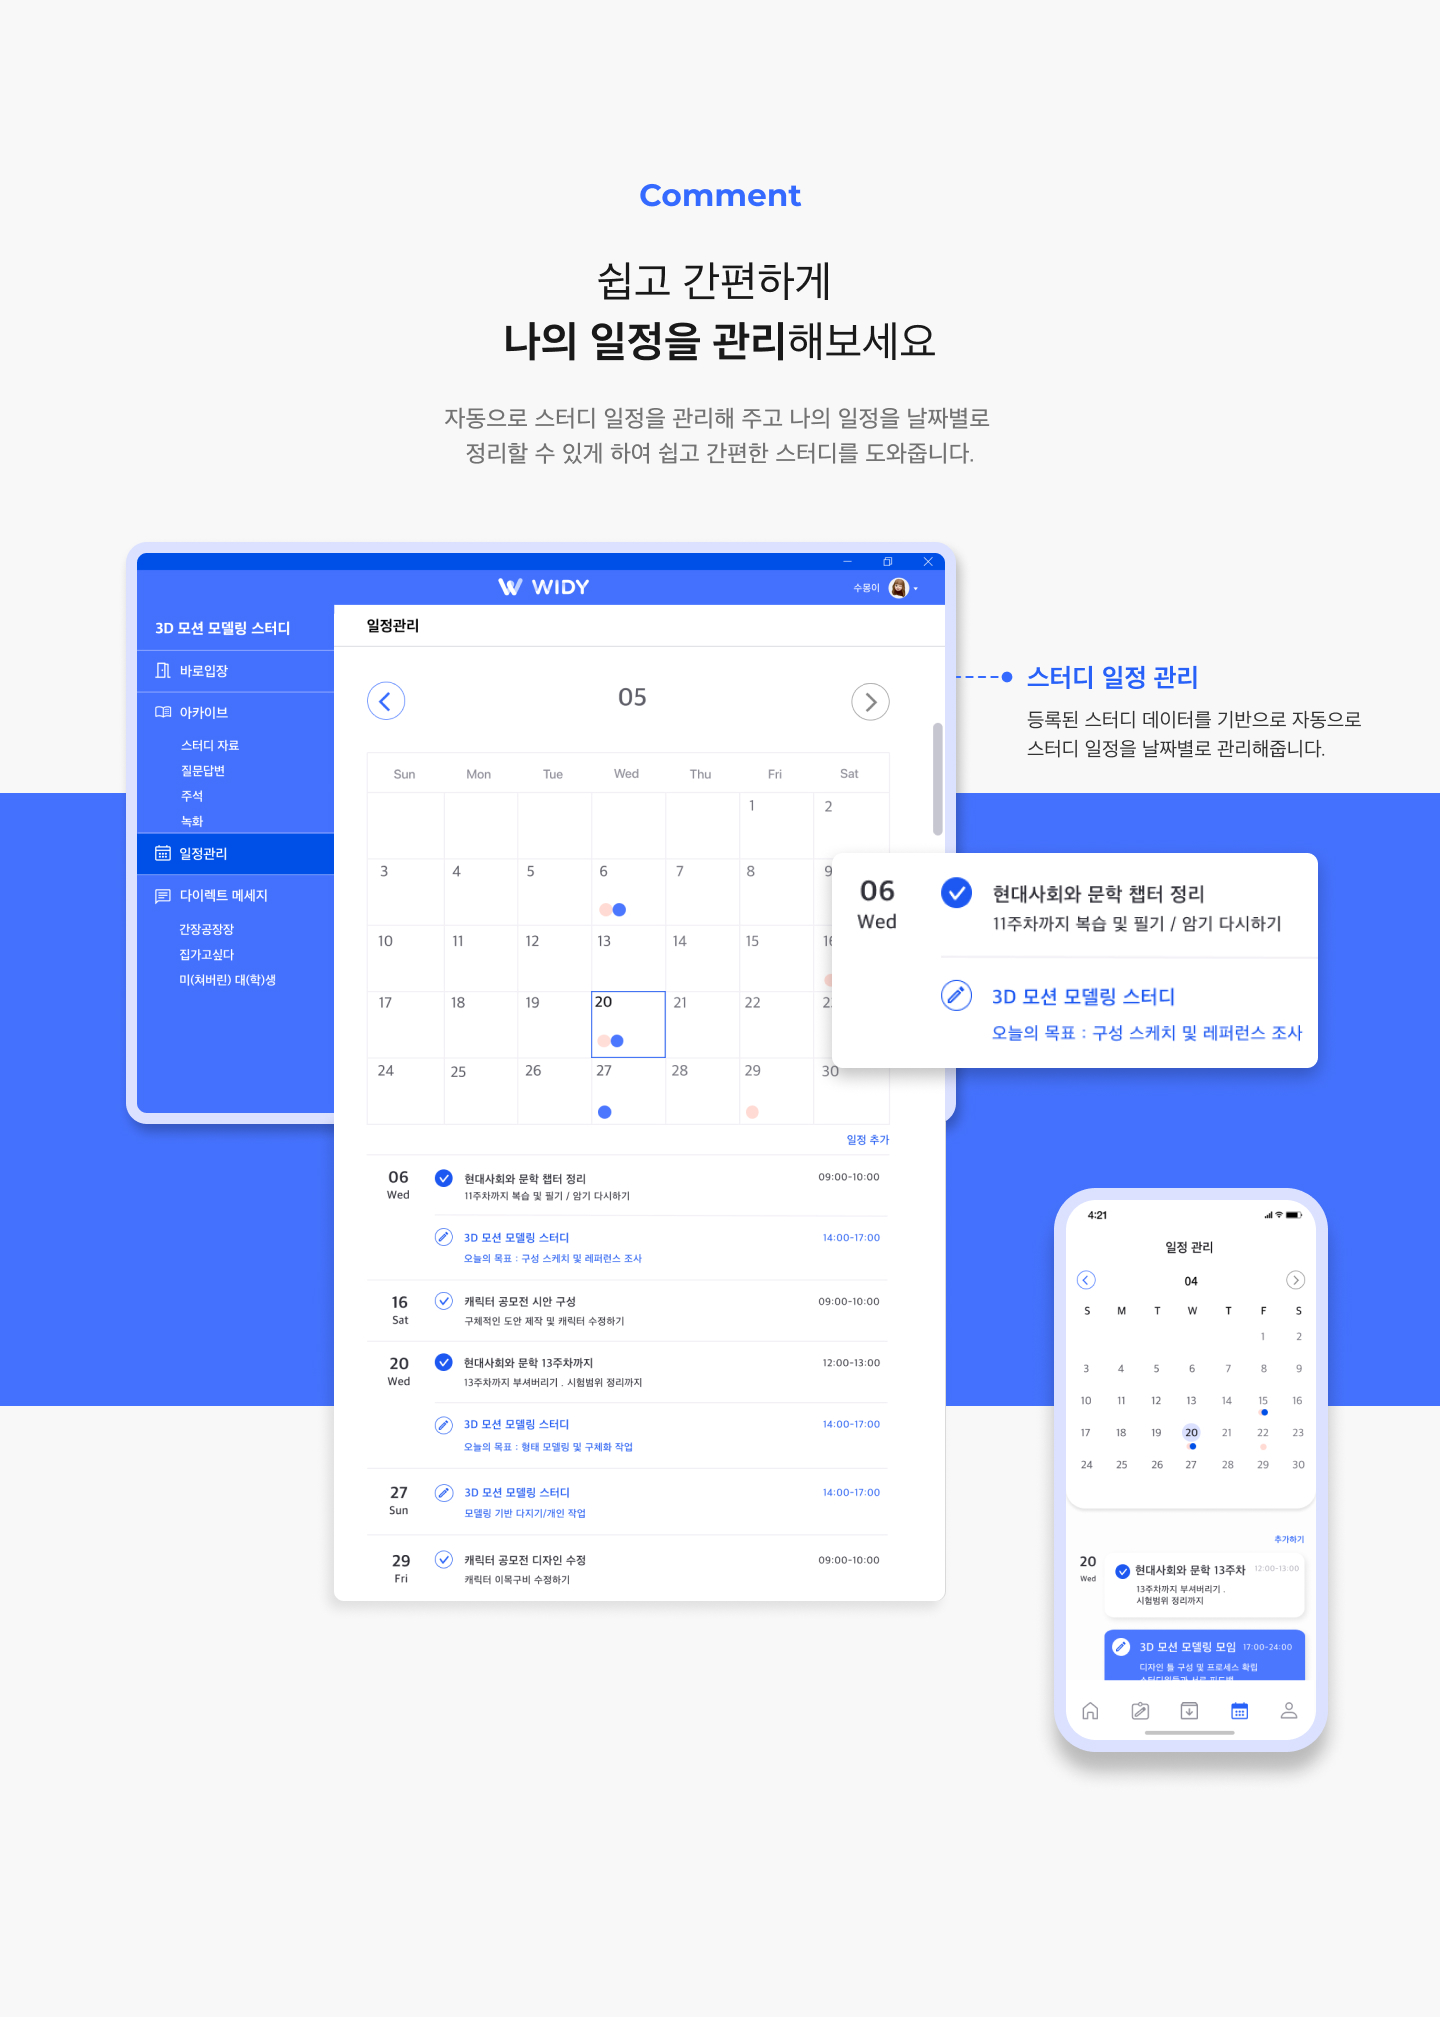 Comment
쉽고 간편하게
나의 일정을 관리해보세요
자동으로 스터디 일정을 관리해 주고 나의 일정을 날짜별로
정리할 수 있게 하여 쉽고 간편한 스터디를 도와줍니다.
WIDY
수몽이
3D 모션 모델링 스터디
바로입장
아카이브
스터디 자료
질문답변
주석
녹화
일정관리
다이렉트 메세지
간장공장장
집가고싶다
미(쳐버린) 대(학)생
일정관리
05
Sun Mon Tue Wed Thu Fri Sat
1 2
3 4 5 6 7 8 9
10 11 12 13 14 15
17 18 19 20 21 22
24 25 26 27 28 29 30
일정 추가
06 현대사회와 문학 챕터 정리 09:00-10:00
Wed 11주차까지 복습 및 필기 / 암기 다시하기
3D 모션 모델링 스터디 14:00-17:00
오늘의 목표 : 구성 스케치 및 레퍼런스 조사
16 캐릭터 공모전 시안 구성 09:00-10:00
Sat 구체적인 도안 제작 및 캐릭터 수정하기
20 현대사회와 문학 13주차까지 12:00-13:00
Wed 13주차까지 부셔버리기 . 시험범위 정리까지
3D 모션 모델링 스터디 14:00-17:00
오늘의 목표 : 형태 모델링 및 구체화 작업
27 3D 모션 모델링 스터디 14:00-17:00
Sun 모델링 기반 다지기/개인 작업
29 캐릭터 공모전 디자인 수정 09:00-10:00
Fri 캐릭터 이목구비 수정하기
스터디 일정 관리
등록된 스터디 데이터를 기반으로 자동으로
스터디 일정을 날짜별로 관리해줍니다.
06 현대사회와 문학 챕터 정리
Wed 11주차까지 복습 및 필기 / 암기 다시하기
3D 모션 모델링 스터디
오늘의 목표 : 구성 스케치 및 레퍼런스 조사
4:21
일정 관리
04
S M T W T F S
1 2
3 4 5 6 7 8 9
10 11 12 13 14 15 16
17 18 19 20 21 22 23
24 25 26 27 28 29 30
추가하기
20 현대사회와 문학 13주차 12:00-13:00
Wed 13주차까지 부셔버리기 .
시험범위 정리까지
3D 모션 모델링 모임 17:00-24:00
디자인 툴 구성 및 프로세스 확립